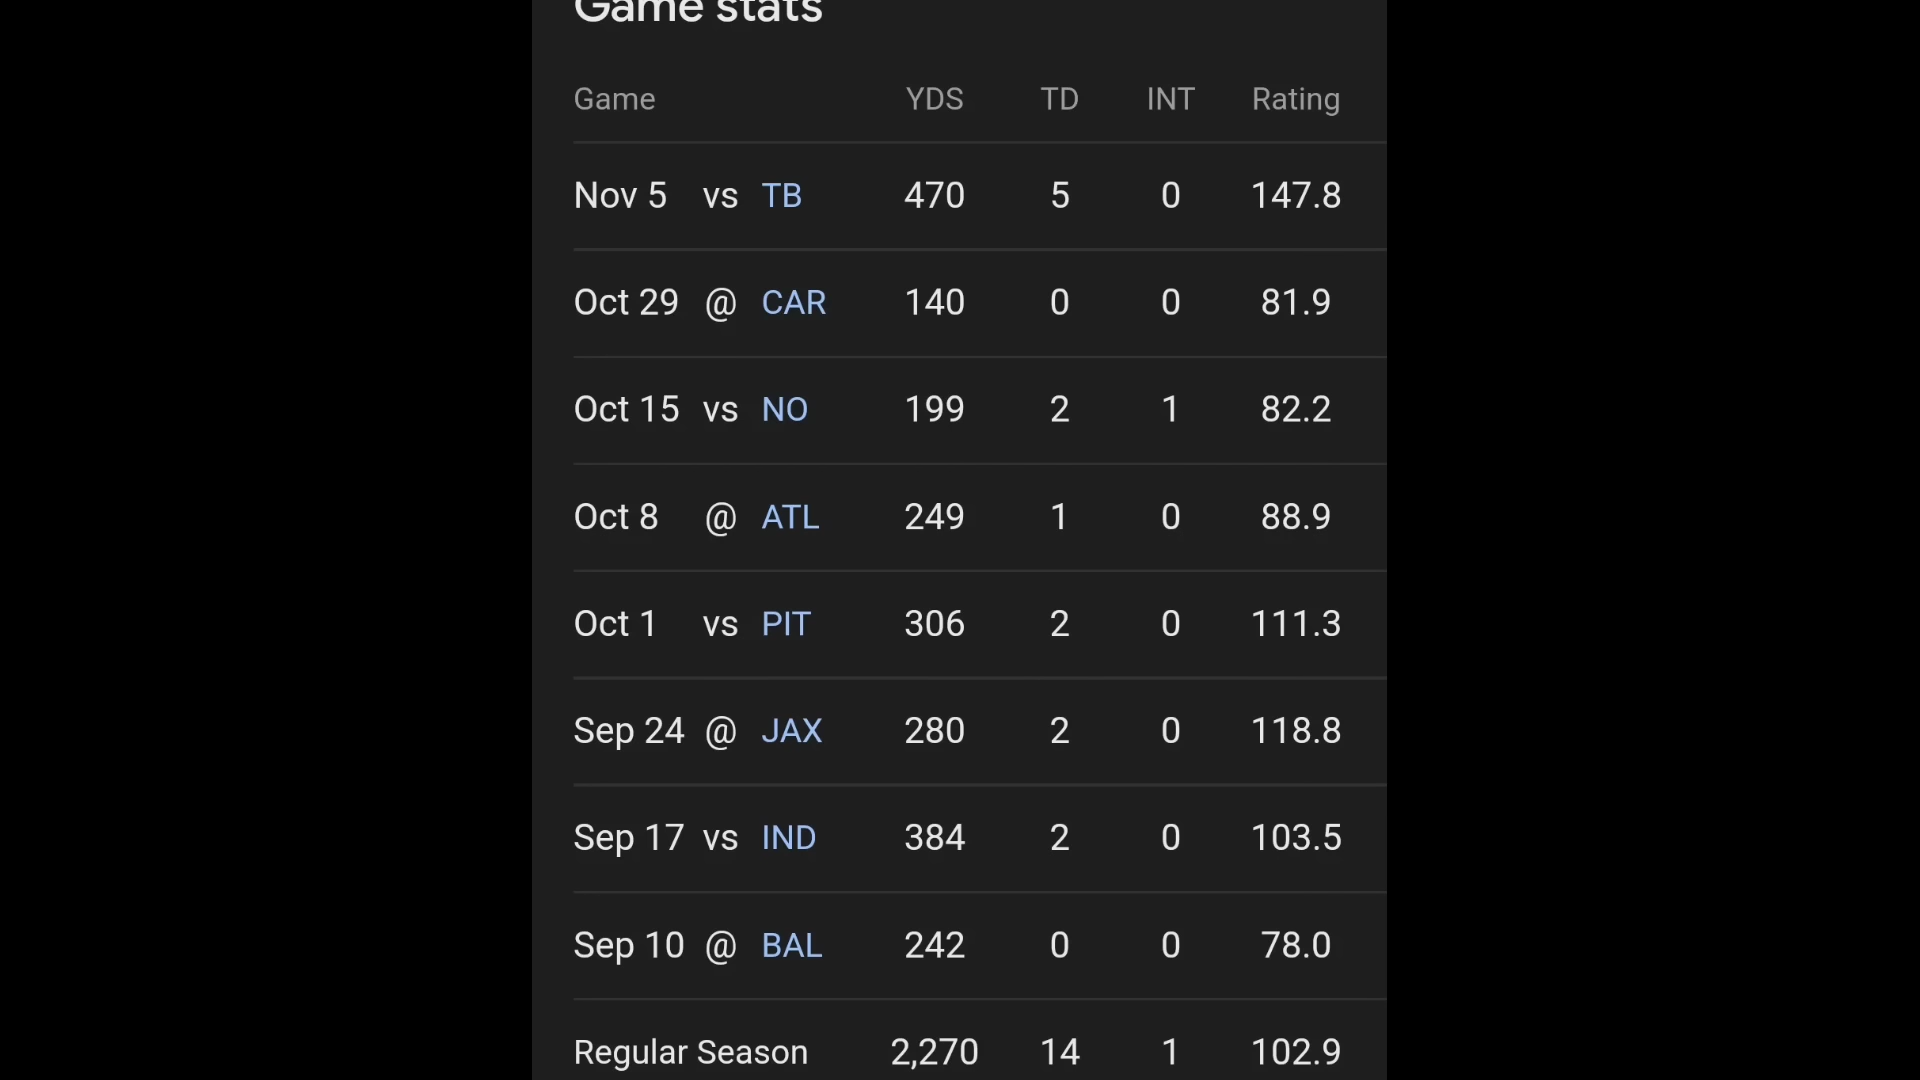 Game stats
Game YDS TD INT Rating
Nov 5 vs TB 470 5 0 147.8
Oct 29 @ CAR 140 0 0 81.9
Oct 15 vs NO 199 2 1 82.2
Oct 8 @ ATL 249 1 0 88.9
Oct 1 vs PIT 306 2 0 111.3
Sep 24 @ JAX 280 2 0 118.8
Sep 17 vs IND 384 2 0 103.5
Sep 10 @ BAL 242 0 0 78.0
Regular Season 2,270 14 1 102.9